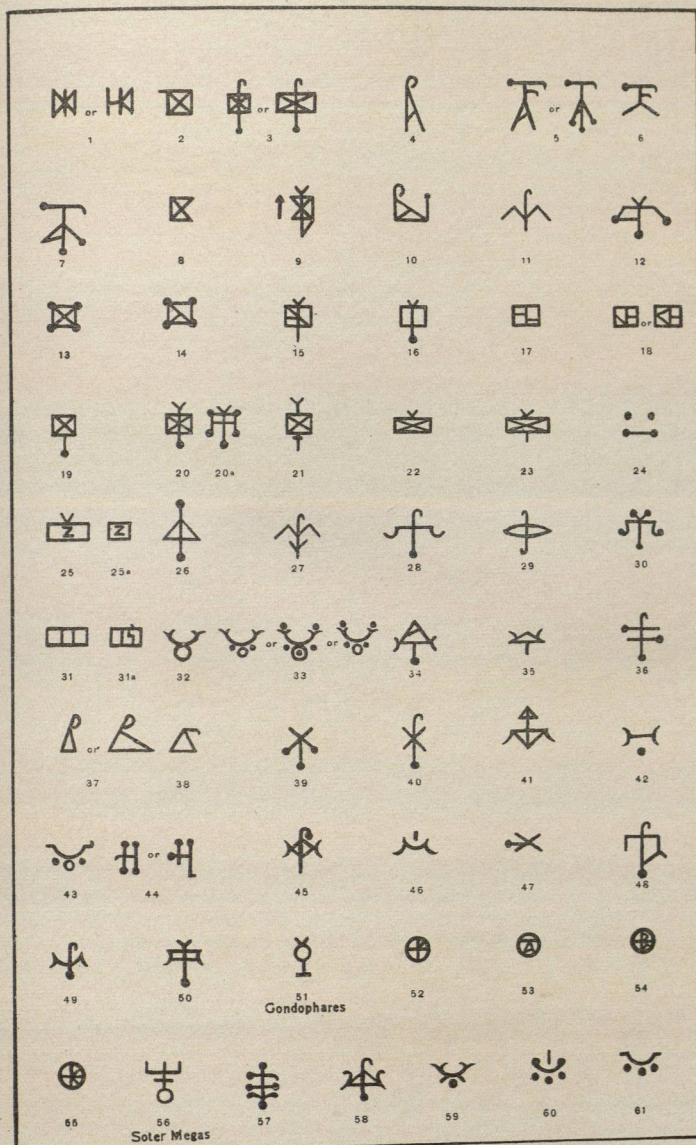 or or or
1 2 3 4 5 6
7 8 9 10 11 12
or
13 14 15 16 17 18
19 20 20a 21 22 23 24
25 25a 26 27 28 29 30
or or
31 31a 32 33 34 35 36
or
37 38 39 40 41 42
or
43 44 45 46 47 48
49 50 51 52 53 54
Gondophares
55 56 57 58 59 60 61
Soter Megas